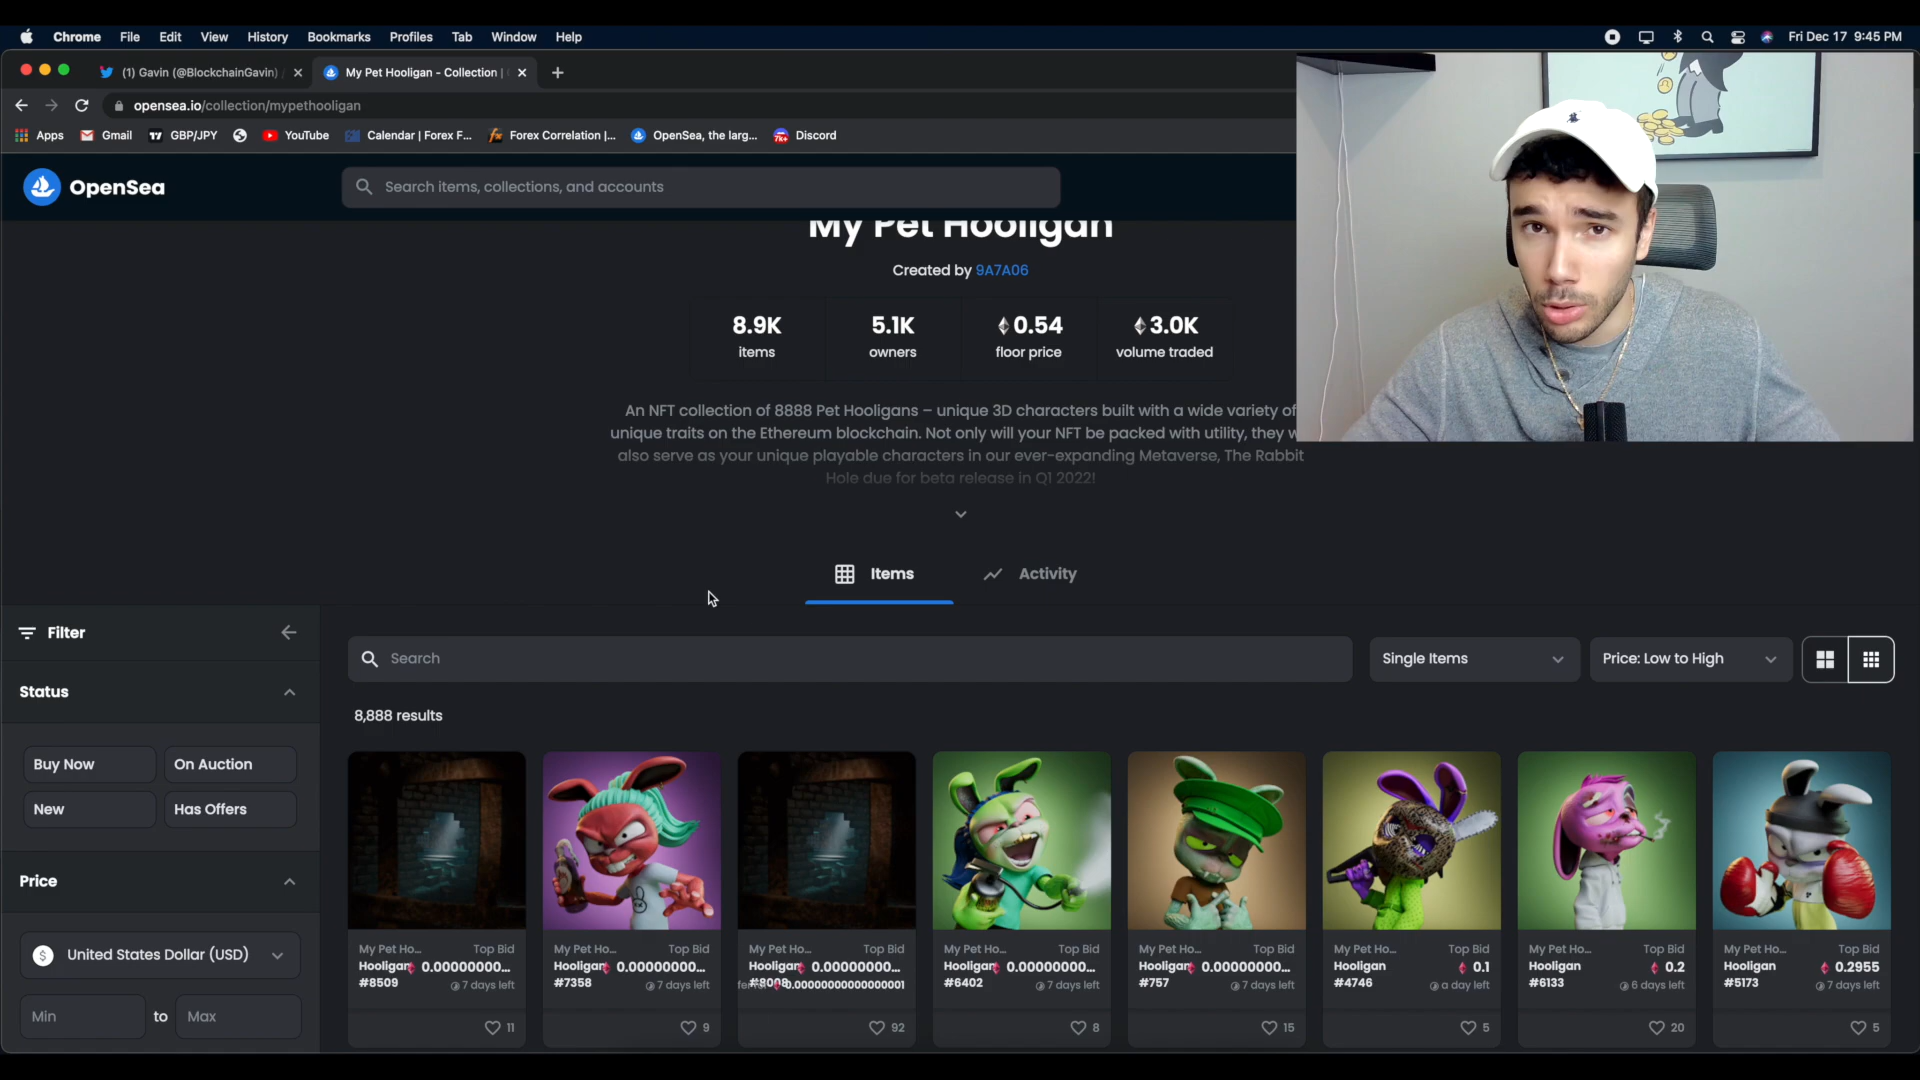 Chrome File Edit View History Bookmarks Profiles Tab Window Help Fri Dec 17 9:45 PM
(1) Gavin (@BlockchainGavin) My Pet Hooligan - Collection |
opensea.io/collection/mypethooligan
Apps Gmail GBP/JPY YouTube Calendar | Forex F... Forex Correlation |... OpenSea, the larg... Discord
OpenSea Search items, collections, and accounts
My Pet Hooligan
Created by 9A7A06
8.9K 5.1K 0.54 3.0K
items owners floor price volume traded
An NFT collection of 8888 Pet Hooligans – unique 3D characters built with a wide variety of
unique traits on the Ethereum blockchain. Not only will your NFT be packed with utility, they w
also serve as your unique playable characters in our ever-expanding Metaverse, The Rabbit
Hole due for beta release in Q1 2022!
Items Activity
Filter
Search Single Items Price: Low to High
Status
8,888 results
Buy Now On Auction
New Has Offers
Price
United States Dollar (USD)
Min to Max
My Pet Ho... Top Bid
Hooligan 0.00000000...
#8509 7 days left
11
My Pet Ho... Top Bid
Hooligan 0.00000000...
#7358 7 days left
9
My Pet Ho... Top Bid
Hooligan 0.00000000...
#8008 0.0000000000000001
92
My Pet Ho... Top Bid
Hooligan 0.00000000...
#6402 7 days left
8
My Pet Ho... Top Bid
Hooligan 0.00000000...
#757 7 days left
15
My Pet Ho... Top Bid
Hooligan 0.1
#4746 a day left
5
My Pet Ho... Top Bid
Hooligan 0.2
#6133 6 days left
20
My Pet Ho... Top Bid
Hooligan 0.2955
#5173 7 days left
5